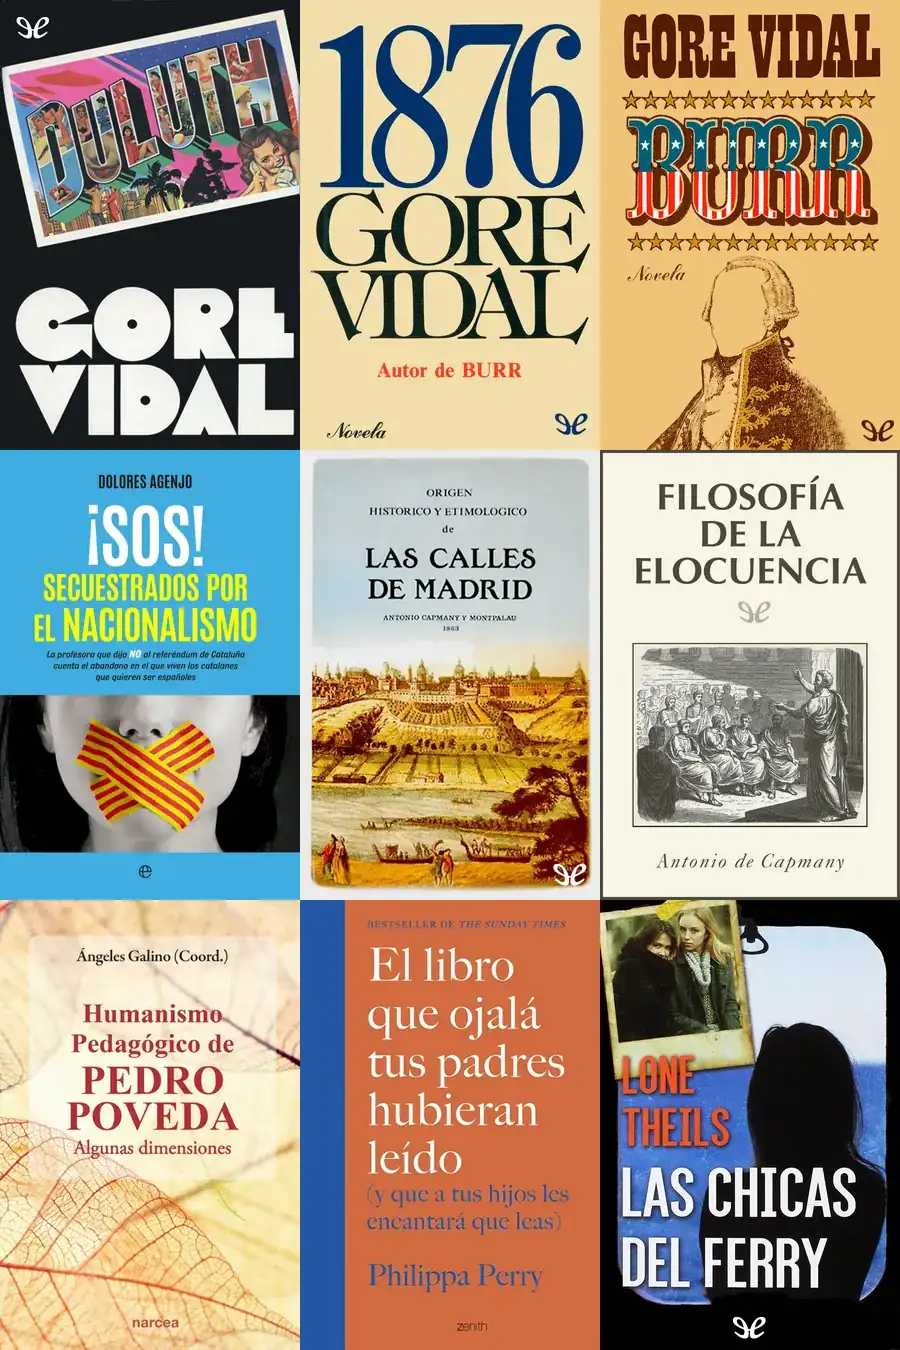 DULUTH
GORE
VIDAL
1876
GORE
VIDAL
Autor de BURR
Novela
GORE VIDAL
BURR
Novela
DOLORES AGENJO
¡SOS!
SECUESTRADOS POR
EL NACIONALISMO
La profesora que dijo NO al referéndum de Cataluña
cuenta el abandono en el que viven los catalanes
que quieren ser españoles
ORIGEN
HISTORICO Y ETIMOLOGICO
de
LAS CALLES
DE MADRID
ANTONIO CAPMANY Y MONTPALAU
1863
FILOSOFÍA
DE LA
ELOCUENCIA
Antonio de Capmany
Ángeles Galino (Coord.)
Humanismo
Pedagógico de
PEDRO
POVEDA
Algunas dimensiones
narcea
BESTSELLER DE THE SUNDAY TIMES
El libro
que ojalá
tus padres
hubieran
leído
(y que a tus hijos les
encantará que leas)
Philippa Perry
zenith
LONE
THEILS
LAS CHICAS
DEL FERRY